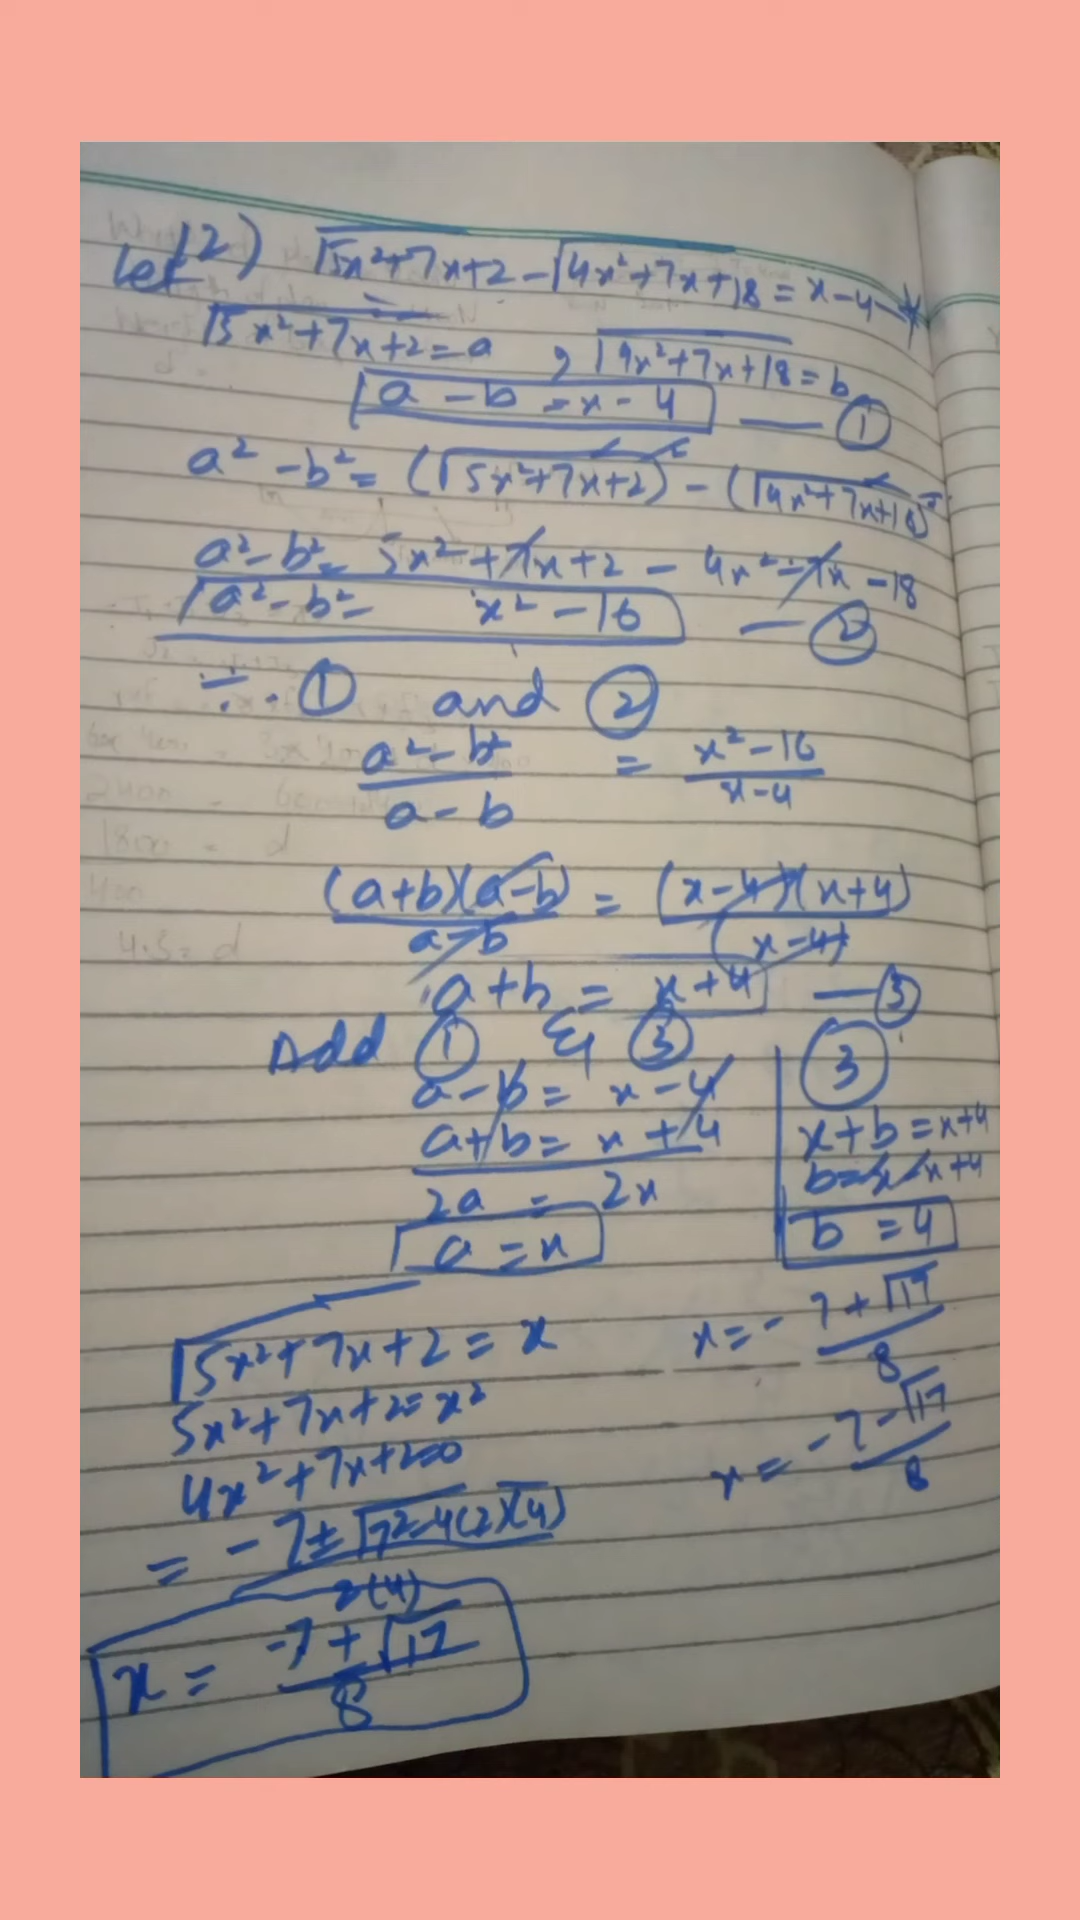 12) √5x²+7x+2 - √4x²+7x+18 = x-4
Let √5x²+7x+2 = a , √4x²+7x+18 = b
a - b = x - 4 — ①
a² - b² = (√5x²+7x+2)² - (√4x²+7x+18)²
a² - b² = 5x² + 7x + 2 - 4x² - 7x - 18
a² - b² = x² - 16 — ②
÷ ① and ②
(a² - b²)/(a - b) = (x² - 16)/(x - 4)
(a+b)(a-b)/(a-b) = (x-4)(x+4)/(x-4)
a + b = x + 4 — ③
Add ① & ③
a - b = x - 4
a + b = x + 4
2a = 2x
a = x
③
x + b = x + 4
b = x - x + 4
b = 4
√5x² + 7x + 2 = x
5x² + 7x + 2 = x²
4x² + 7x + 2 = 0
= -7 ± √7² - 4(2)(4) / 2(4)
x = -7 ± √17 / 8
x = -7 + √17 / 8
x = -7 - √17 / 8